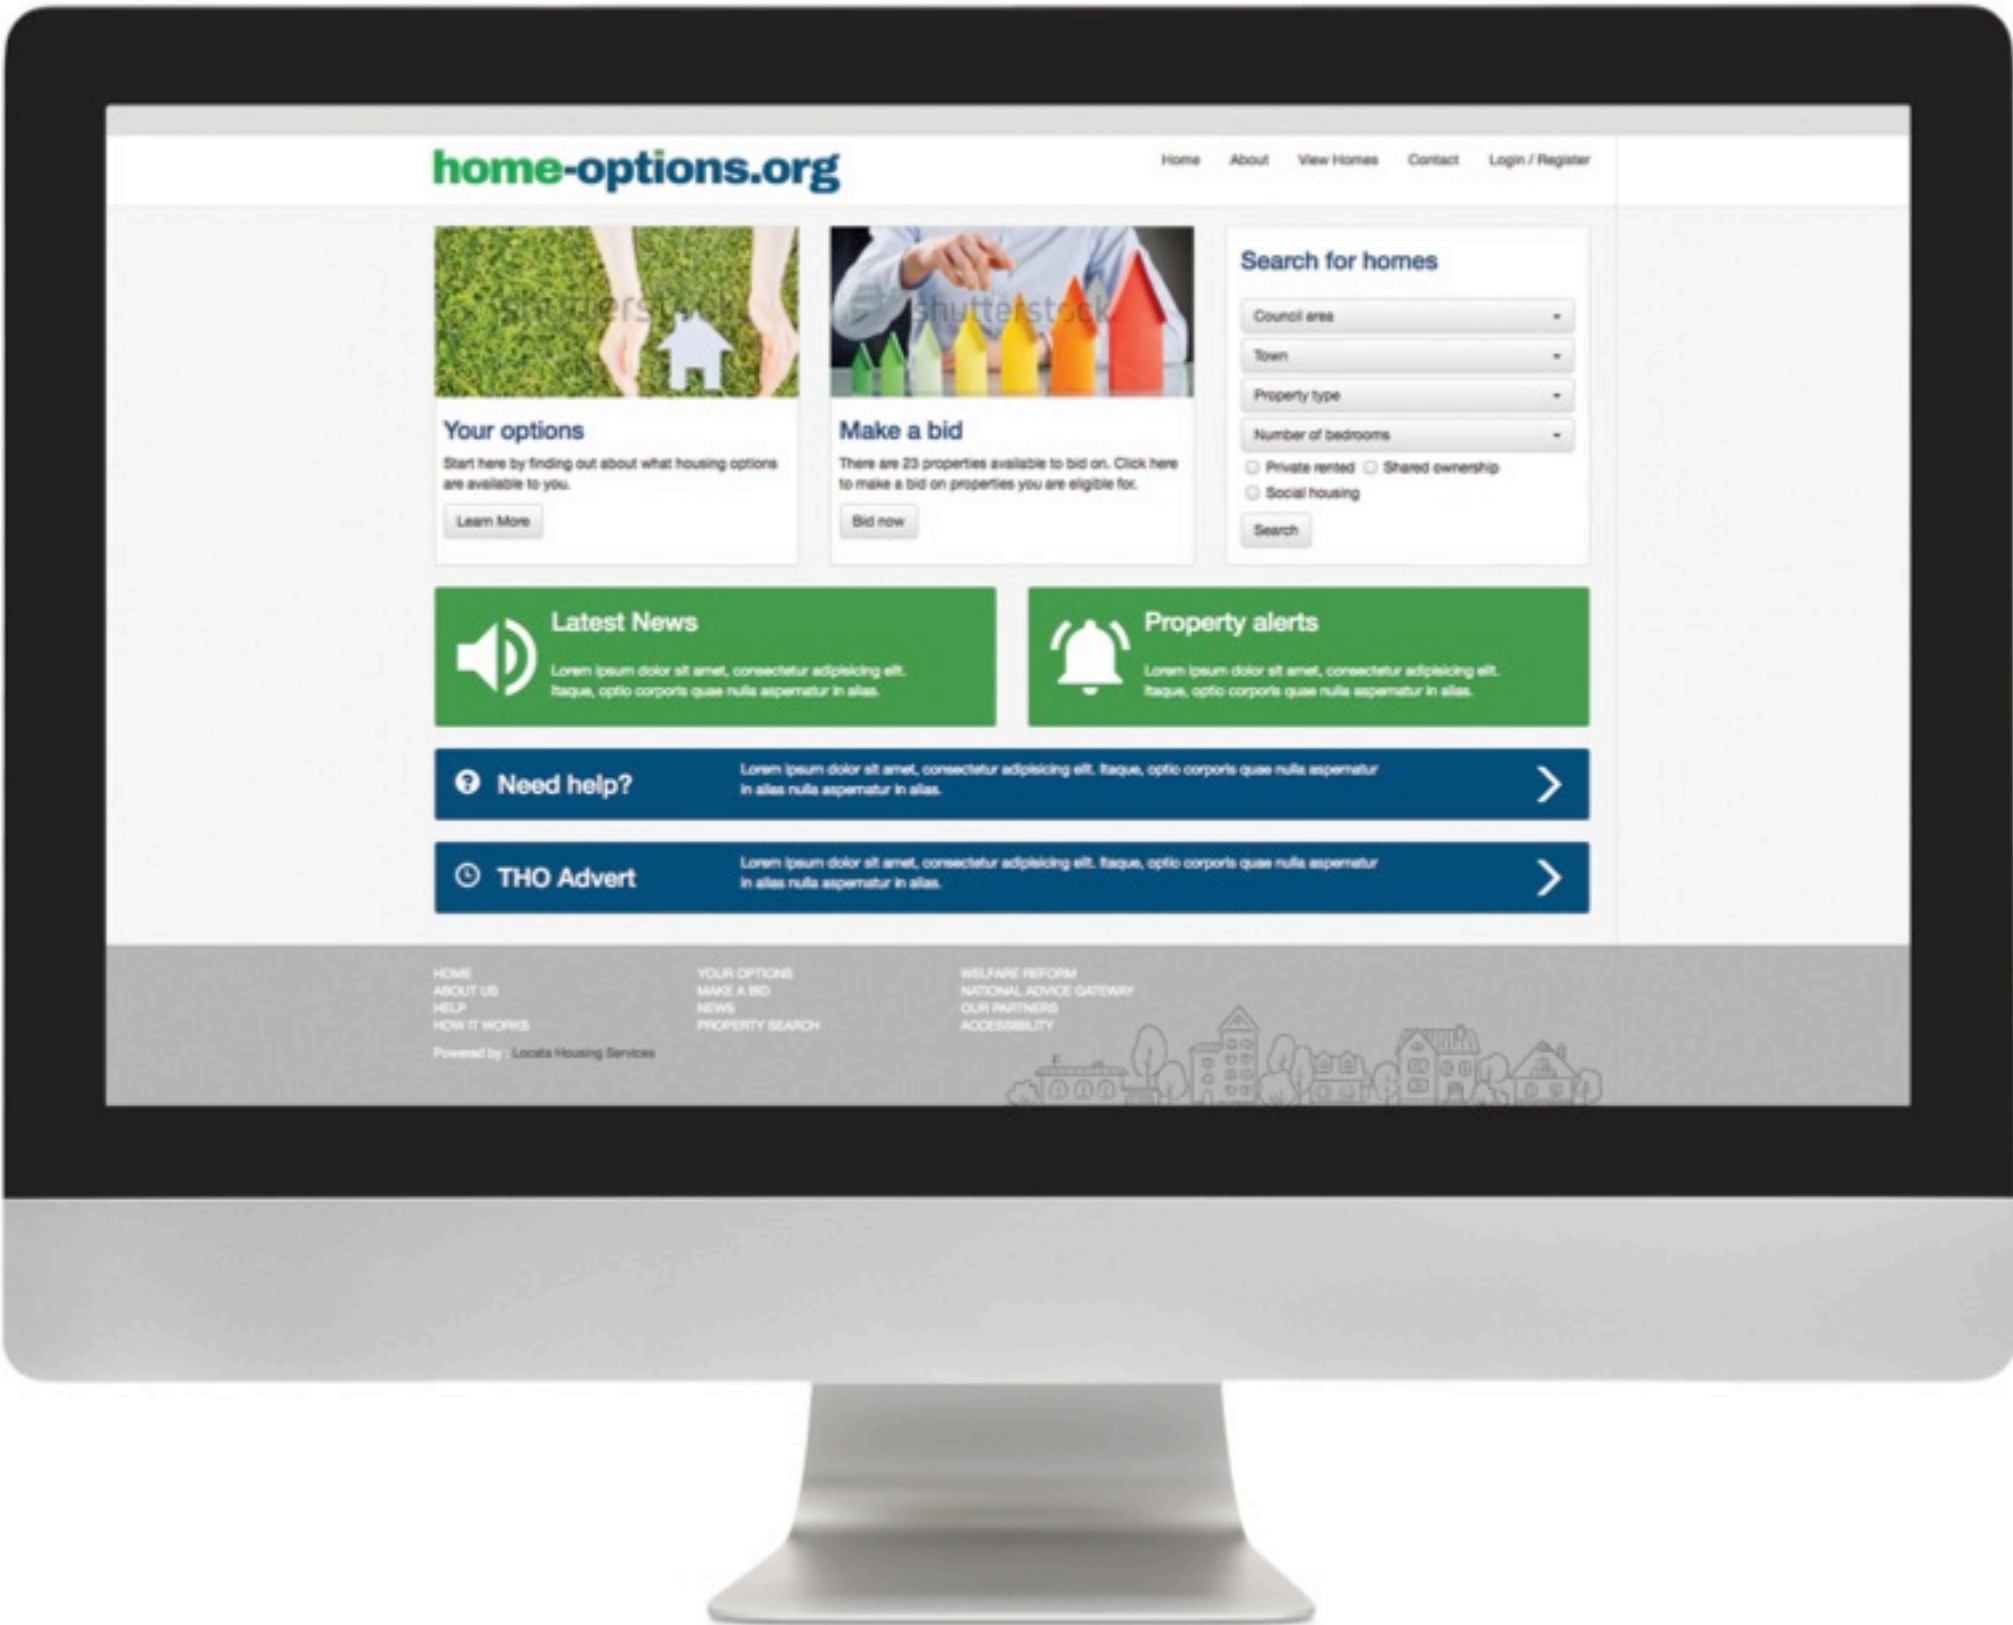 home-options.org
Home About View Homes Contact Login / Register
shutterstock
shutterstock
Your options
Start here by finding out about what housing options
are available to you.
Learn More
Make a bid
There are 23 properties available to bid on. Click here
to make a bid on properties you are eligible for.
Bid now
Search for homes
Council area
Town
Property type
Number of bedrooms
Private rented Shared ownership
Social housing
Search
Latest News
Lorem ipsum dolor sit amet, consectetur adipisicing elit.
Itaque, optio corporis quae nulla aspernatur in alias.
Property alerts
Lorem ipsum dolor sit amet, consectetur adipisicing elit.
Itaque, optio corporis quae nulla aspernatur in alias.
Need help?
Lorem ipsum dolor sit amet, consectetur adipisicing elit. Itaque, optio corporis quae nulla aspernatur
in alias nulla aspernatur in alias.
THO Advert
Lorem ipsum dolor sit amet, consectetur adipisicing elit. Itaque, optio corporis quae nulla aspernatur
in alias nulla aspernatur in alias.
HOME
ABOUT US
HELP
HOW IT WORKS
YOUR OPTIONS
MAKE A BID
NEWS
PROPERTY SEARCH
WELFARE REFORM
NATIONAL ADVICE GATEWAY
OUR PARTNERS
ACCESSIBILITY
Powered by : Locata Housing Services